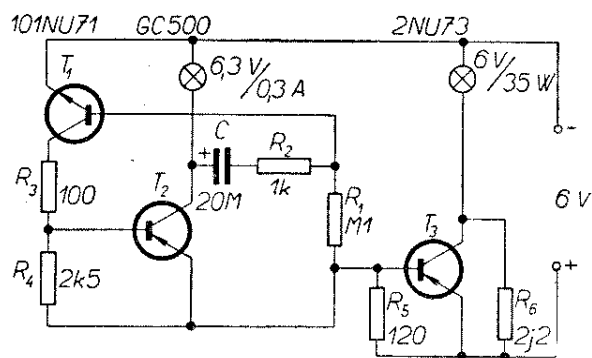 101NU71 GC500 2NU73
T1
6,3 V/0,3 A
6V/35 W
-
C
R2
+
20M
1k
R3
100
T2
R1
M1
T3
6 V
+
R4
2k5
R5
120
R6
2j2